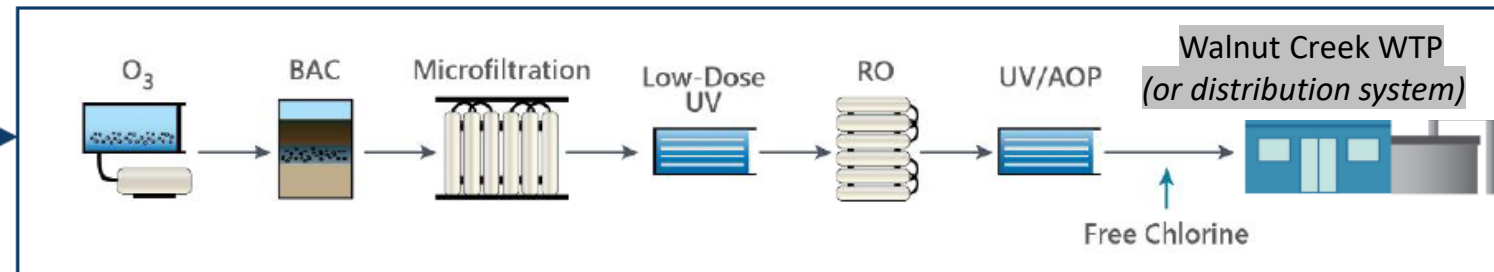 O₃
BAC
Microfiltration
Low-Dose
UV
RO
UV/AOP
Walnut Creek WTP
(or distribution system)
Free Chlorine